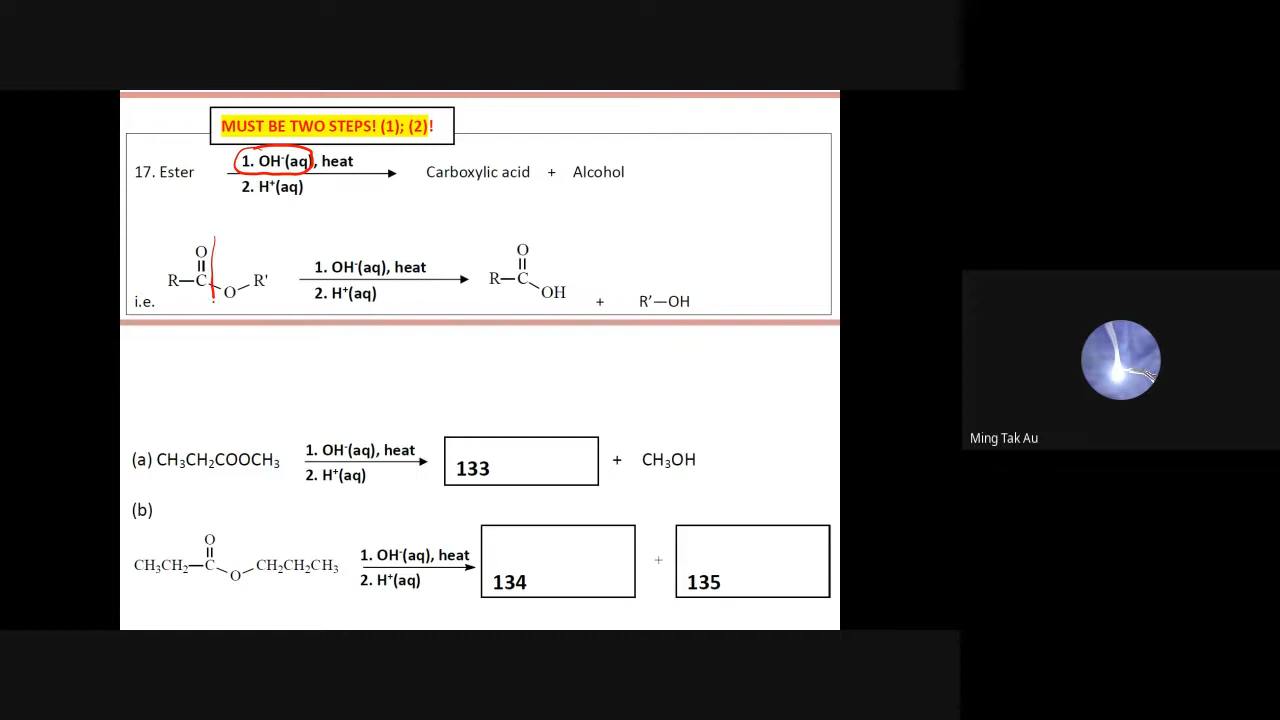 MUST BE TWO STEPS! (1); (2)!
17. Ester 1. OH⁻(aq), heat Carboxylic acid + Alcohol
2. H⁺(aq)
O O
R—C 1. OH⁻(aq), heat R—C
O R' 2. H⁺(aq) OH
i.e. + R’—OH
(a) CH₃CH₂COOCH₃ 1. OH⁻(aq), heat 133 + CH₃OH
2. H⁺(aq)
Ming Tak Au
(b)
O
CH₃CH₂—C O CH₂CH₂CH₃ 1. OH⁻(aq), heat 134 + 135
2. H⁺(aq)